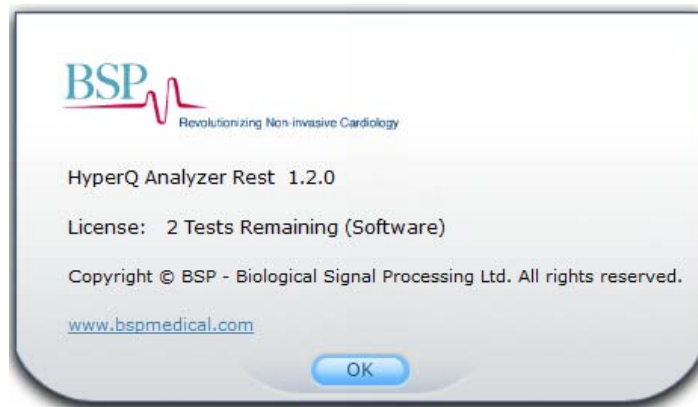 BSP
Revolutionizing Non-invasive Cardiology
HyperQ Analyzer Rest 1.2.0
License: 2 Tests Remaining (Software)
Copyright © BSP - Biological Signal Processing Ltd. All rights reserved.
www.bspmedical.com
OK